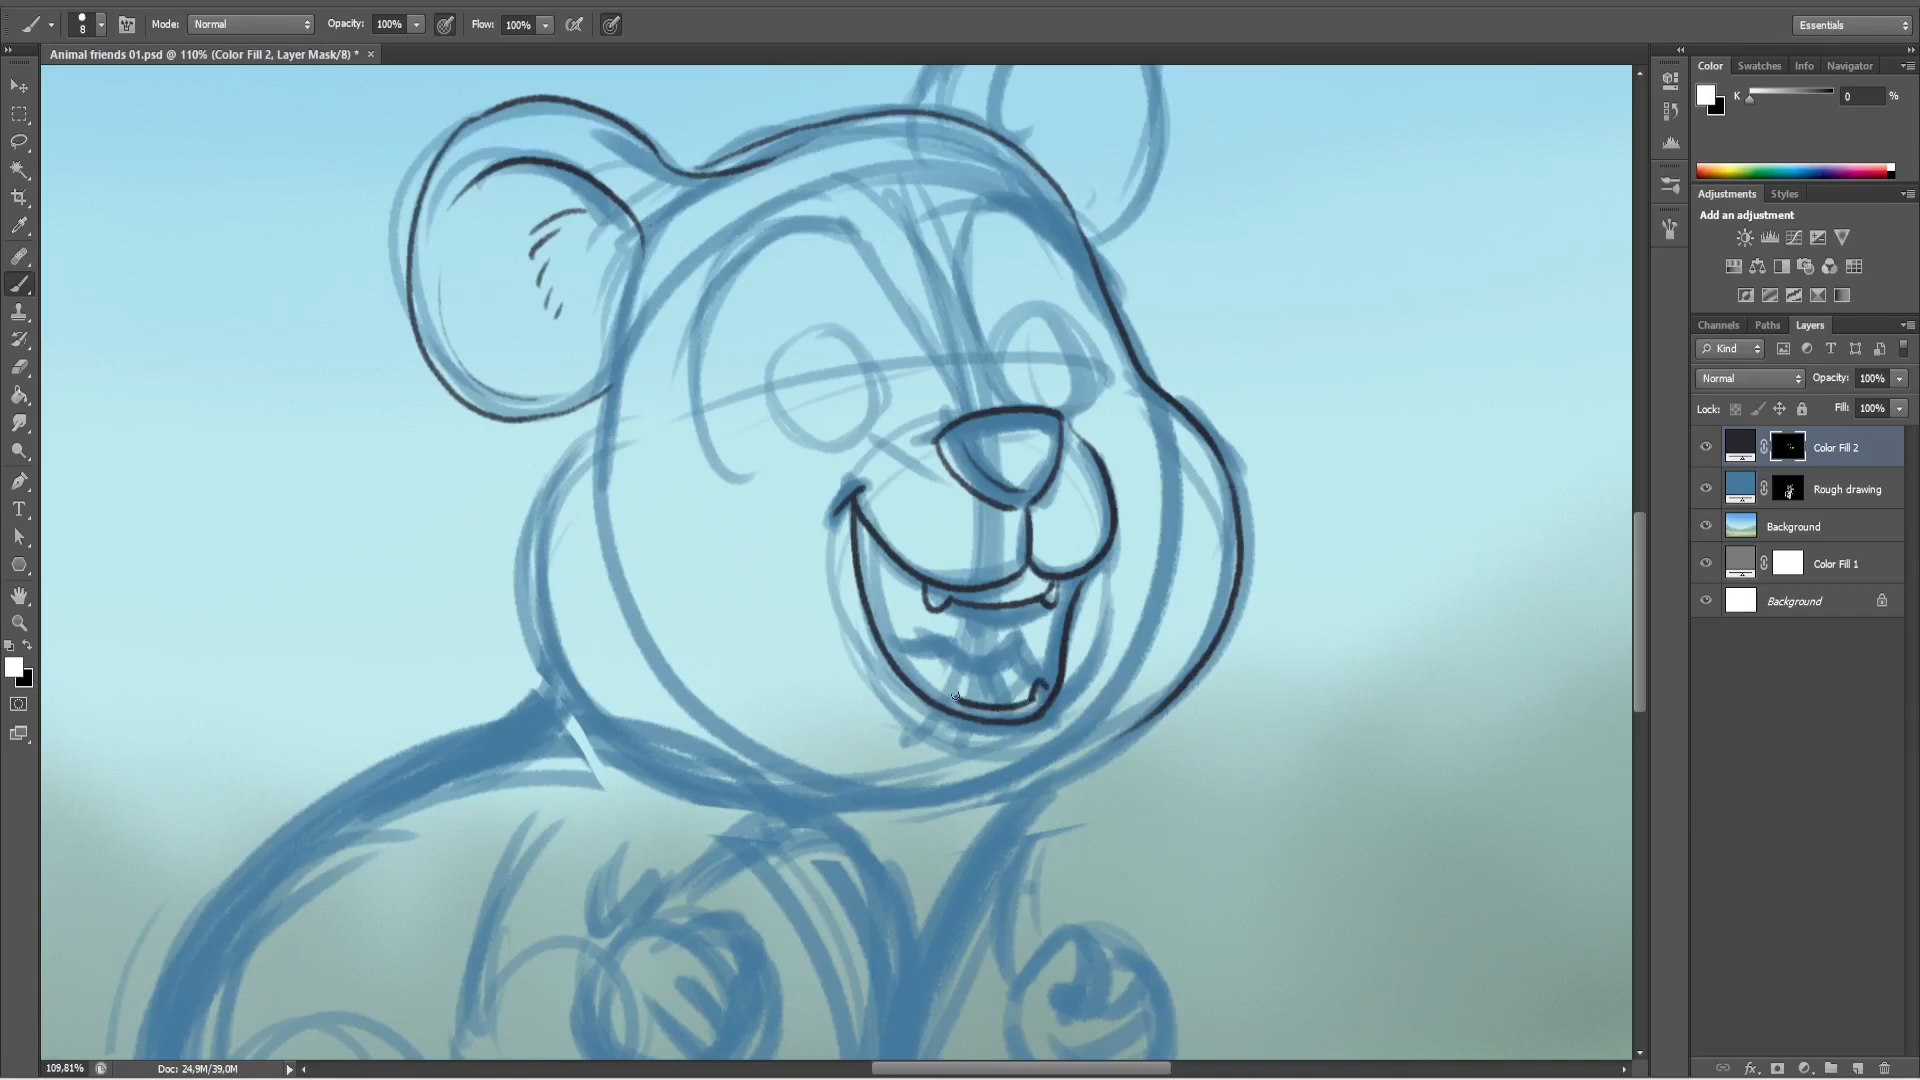 Mode: Normal Opacity: 100% Flow: 100% Essentials
8
Animal friends 01.psd @ 110% (Color Fill 2, Layer Mask/8) * ×
Color Swatches Info Navigator
K 0 %
Adjustments Styles
Add an adjustment
Channels Paths Layers
Kind T
Normal Opacity: 100%
Lock: Fill: 100%
Color Fill 2
Rough drawing
Background
Color Fill 1
Background
T
109,81% Doc: 24,9M/39,0M
fx